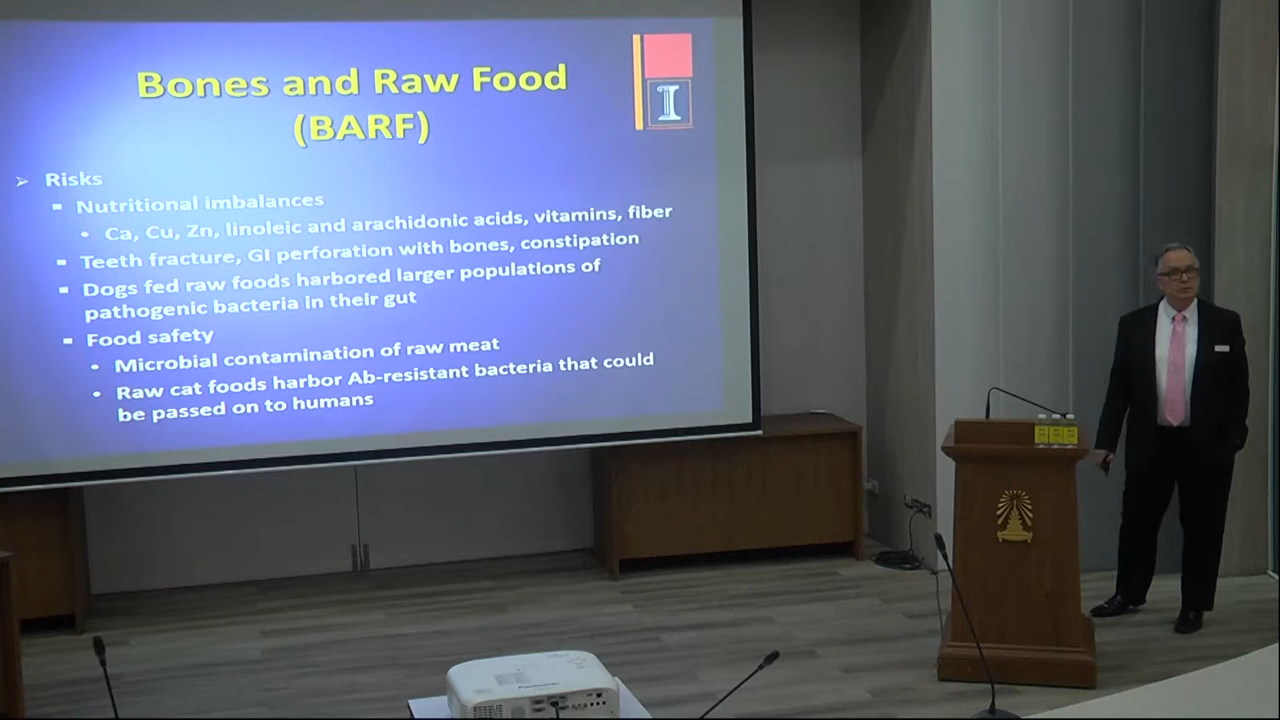 Bones and Raw Food
(BARF)
I
➢ Risks
▪ Nutritional imbalances
• Ca, Cu, Zn, linoleic and arachidonic acids, vitamins, fiber
▪ Teeth fracture, GI perforation with bones, constipation
▪ Dogs fed raw foods harbored larger populations of
pathogenic bacteria in their gut
▪ Food safety
• Microbial contamination of raw meat
• Raw cat foods harbor Ab-resistant bacteria that could
be passed on to humans
Panasonic